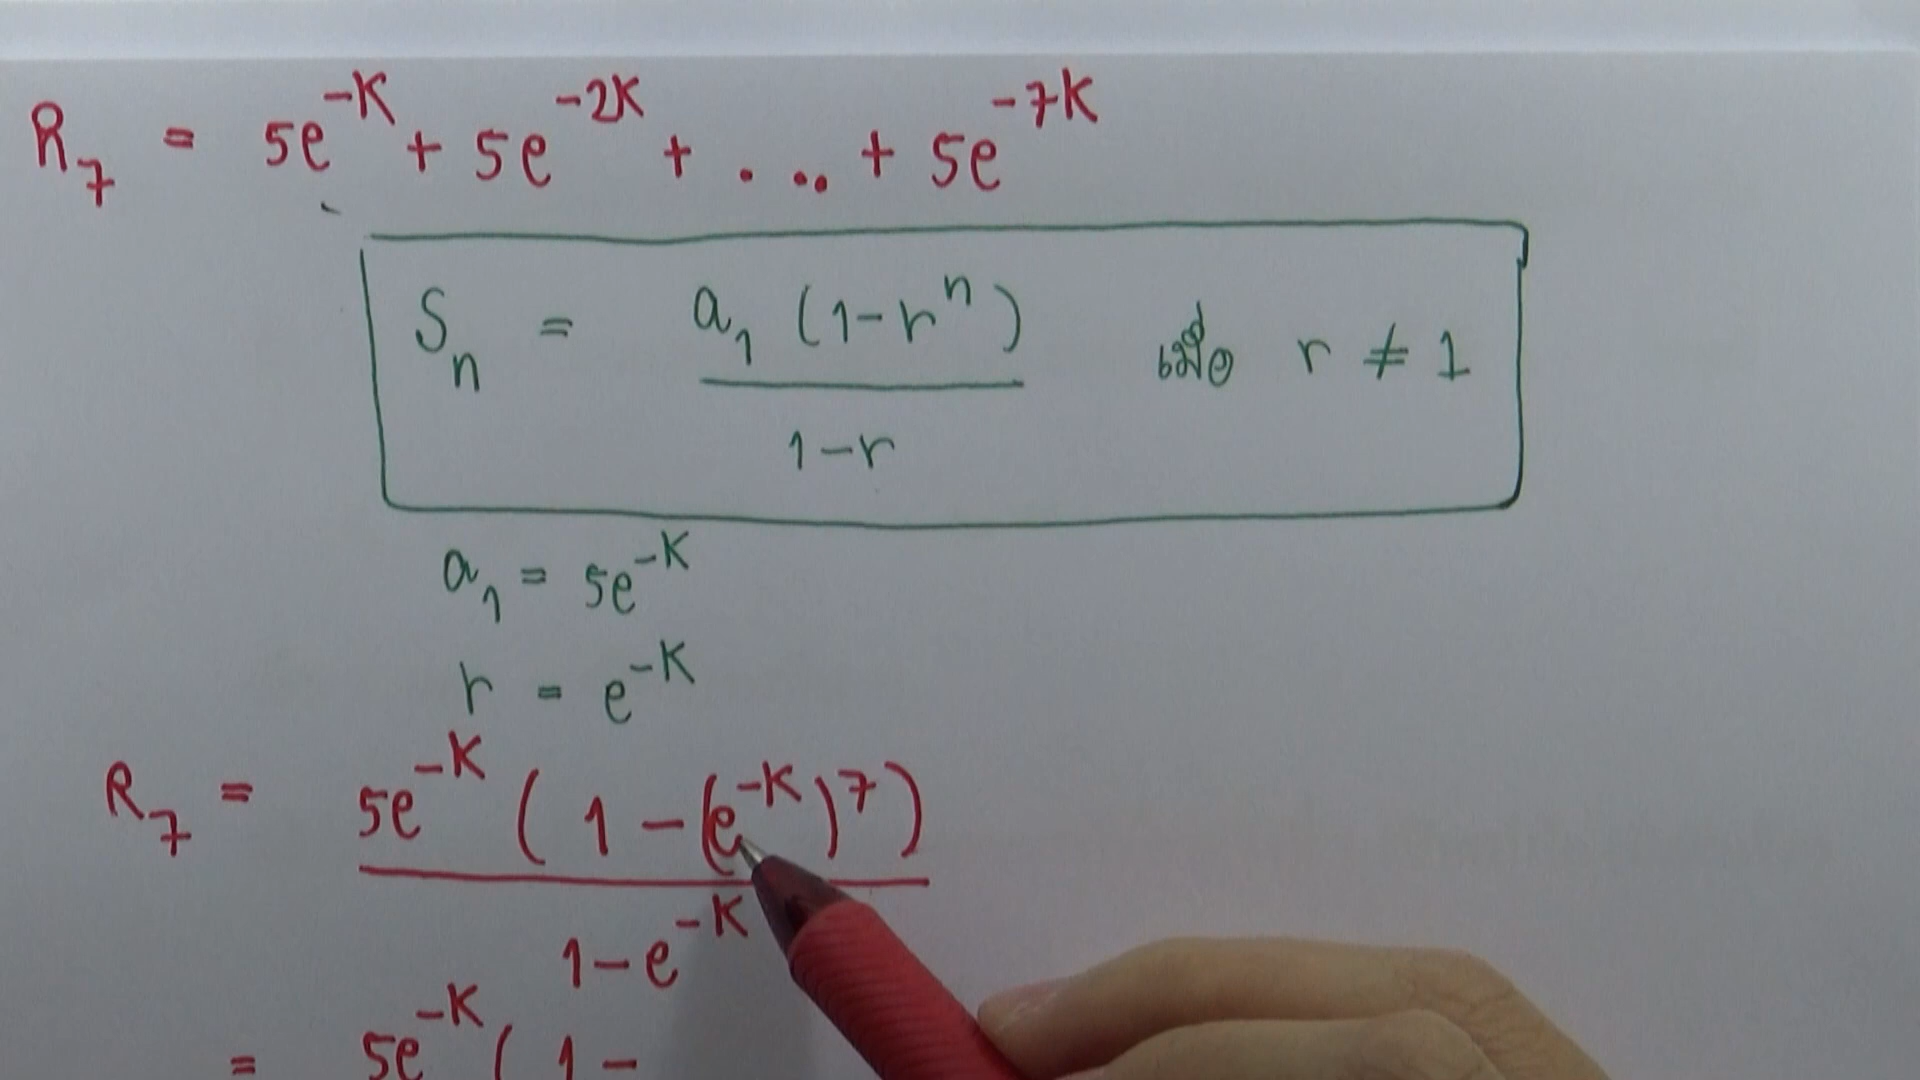 R₇ = 5e^{-K} + 5e^{-2K} + ... + 5e^{-7K}
Sₙ = a₁ (1-rⁿ) / 1-r เมื่อ r ≠ 1
a₁ = 5e^{-K}
r = e^{-K}
R₇ = 5e^{-K} ( 1 - (e^{-K})⁷ ) / 1-e^{-K}
= 5e^{-K} ( 1 -